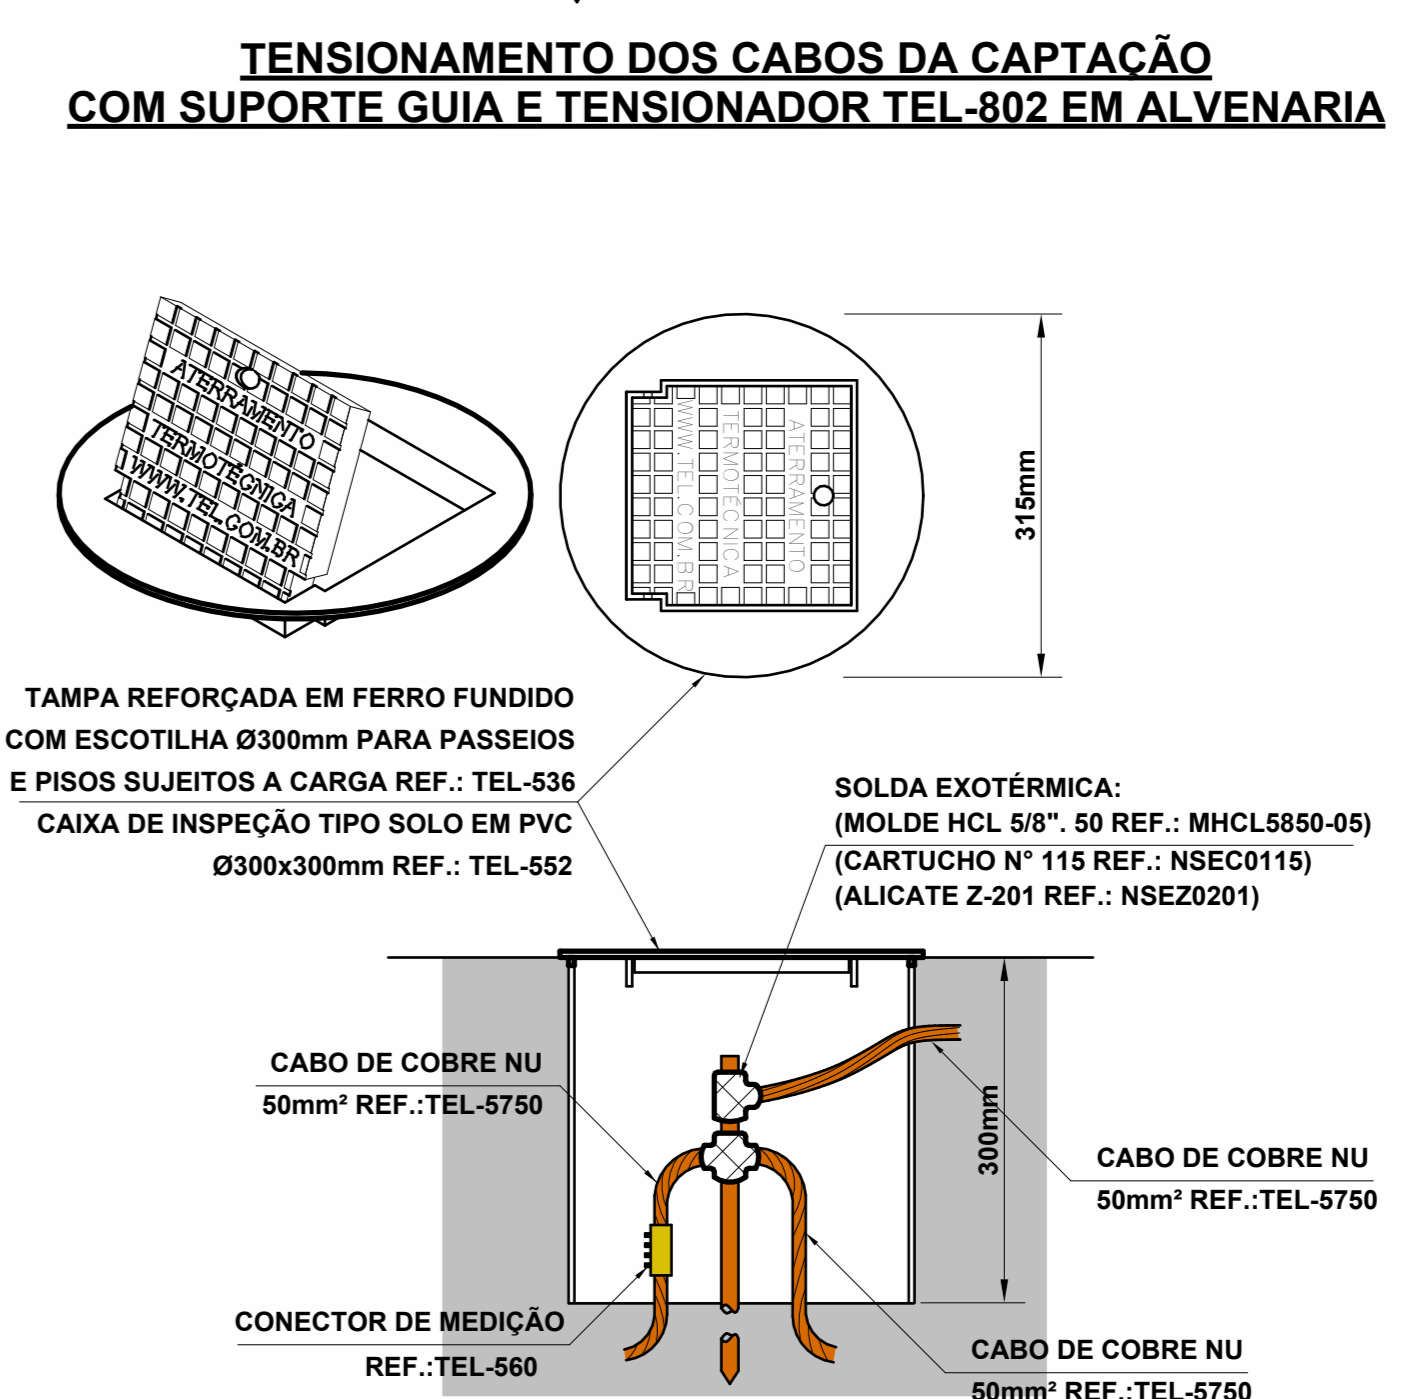 TENSIONAMENTO DOS CABOS DA CAPTAÇÃO
COM SUPORTE GUIA E TENSIONADOR TEL-802 EM ALVENARIA
ATERRAMENTO
TERMOTÉCNICA
WWW.TEL.COM.BR
ATERRAMENTO
TERMOTÉCNICA
WWW.TEL.COM.BR
315mm
TAMPA REFORÇADA EM FERRO FUNDIDO
COM ESCOTILHA Ø300mm PARA PASSEIOS
E PISOS SUJEITOS A CARGA REF.: TEL-536
CAIXA DE INSPEÇÃO TIPO SOLO EM PVC
Ø300x300mm REF.: TEL-552
SOLDA EXOTÉRMICA:
(MOLDE HCL 5/8". 50 REF.: MHCL5850-05)
(CARTUCHO N° 115 REF.: NSEC0115)
(ALICATE Z-201 REF.: NSEZ0201)
CABO DE COBRE NU
50mm² REF.:TEL-5750
300mm
CABO DE COBRE NU
50mm² REF.:TEL-5750
CONECTOR DE MEDIÇÃO
REF.:TEL-560
CABO DE COBRE NU
50mm² REF.:TEL-5750